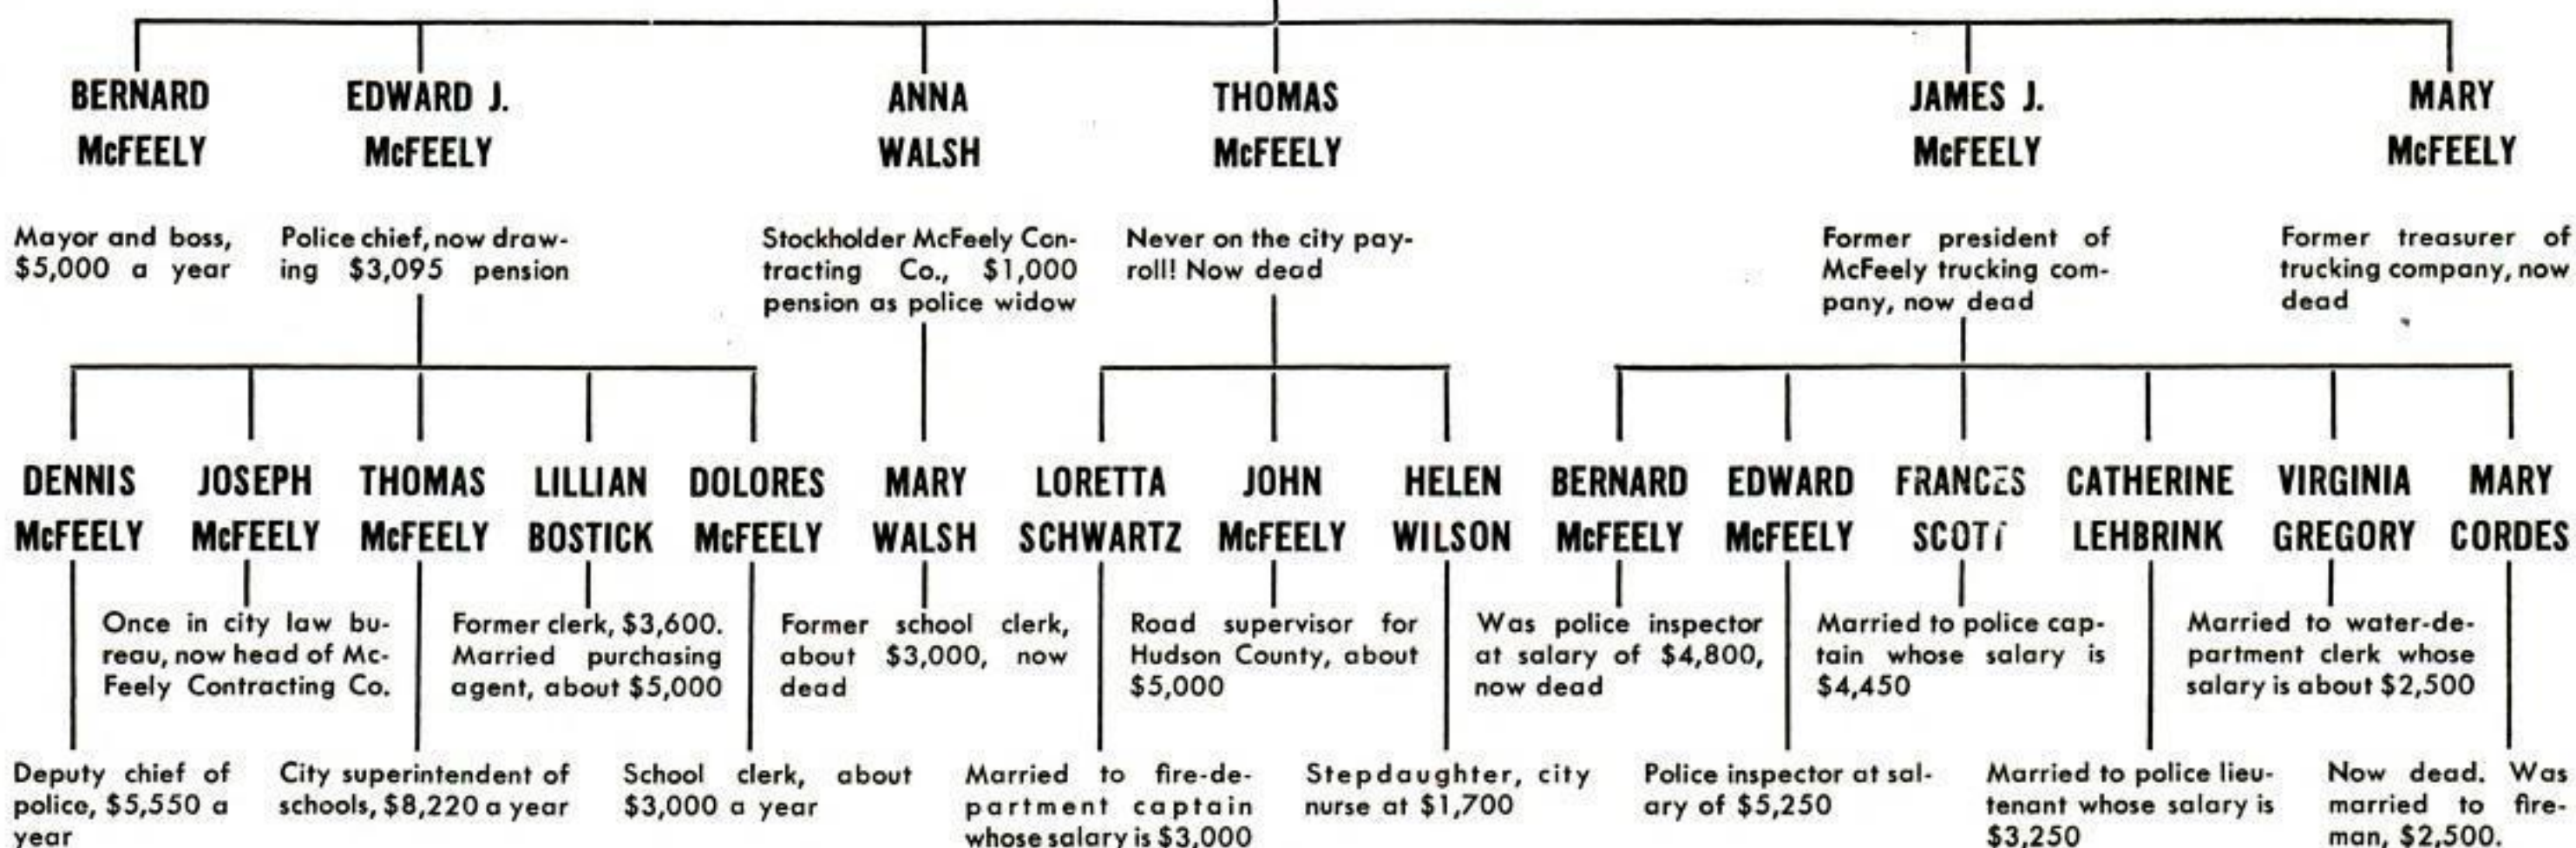 BERNARD
McFEELY
Mayor and boss,
$5,000 a year
EDWARD J.
McFEELY
Police chief, now draw-
ing $3,095 pension
ANNA
WALSH
Stockholder McFeely Con-
tracting Co., $1,000
pension as police widow
THOMAS
McFEELY
Never on the city pay-
roll! Now dead
JAMES J.
McFEELY
Former president of
McFeely trucking com-
pany, now dead
MARY
McFEELY
Former treasurer of
trucking company, now
dead
DENNIS
McFEELY
Deputy chief of
police, $5,550 a
year
JOSEPH
McFEELY
Once in city law bu-
reau, now head of Mc-
Feely Contracting Co.
THOMAS
McFEELY
City superintendent of
schools, $8,220 a year
LILLIAN
BOSTICK
Former clerk, $3,600.
Married purchasing
agent, about $5,000
DOLORES
McFEELY
School clerk, about
$3,000 a year
MARY
WALSH
Former school clerk,
about $3,000, now
dead
LORETTA
SCHWARTZ
Married to fire-de-
partment captain
whose salary is $3,000
JOHN
McFEELY
Road supervisor for
Hudson County, about
$5,000
HELEN
WILSON
Stepdaughter, city
nurse at $1,700
BERNARD
McFEELY
Was police inspector
at salary of $4,800,
now dead
EDWARD
McFEELY
Police inspector at sal-
ary of $5,250
FRANCES
SCOTT
Married to police cap-
tain whose salary is
$4,450
CATHERINE
LEHBRINK
Married to police lieu-
tenant whose salary is
$3,250
VIRGINIA
GREGORY
Married to water-de-
partment clerk whose
salary is about $2,500
MARY
CORDES
Now dead. Was
married to fire-
man, $2,500.